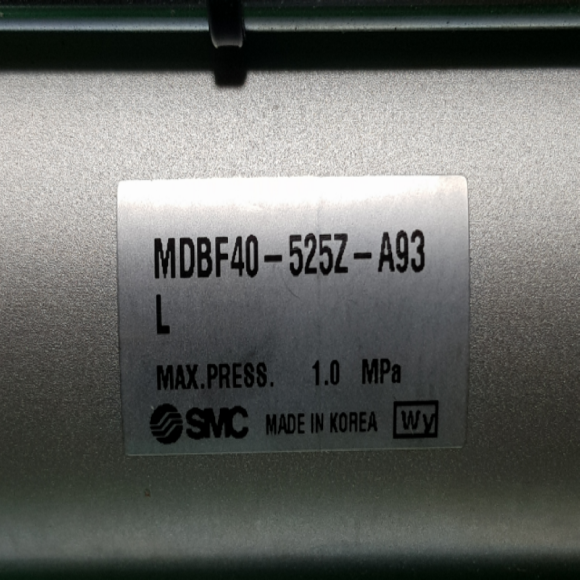 MDBF40-525Z-A93
L
MAX.PRESS. 1.0 MPa
SMC MADE IN KOREA Wy